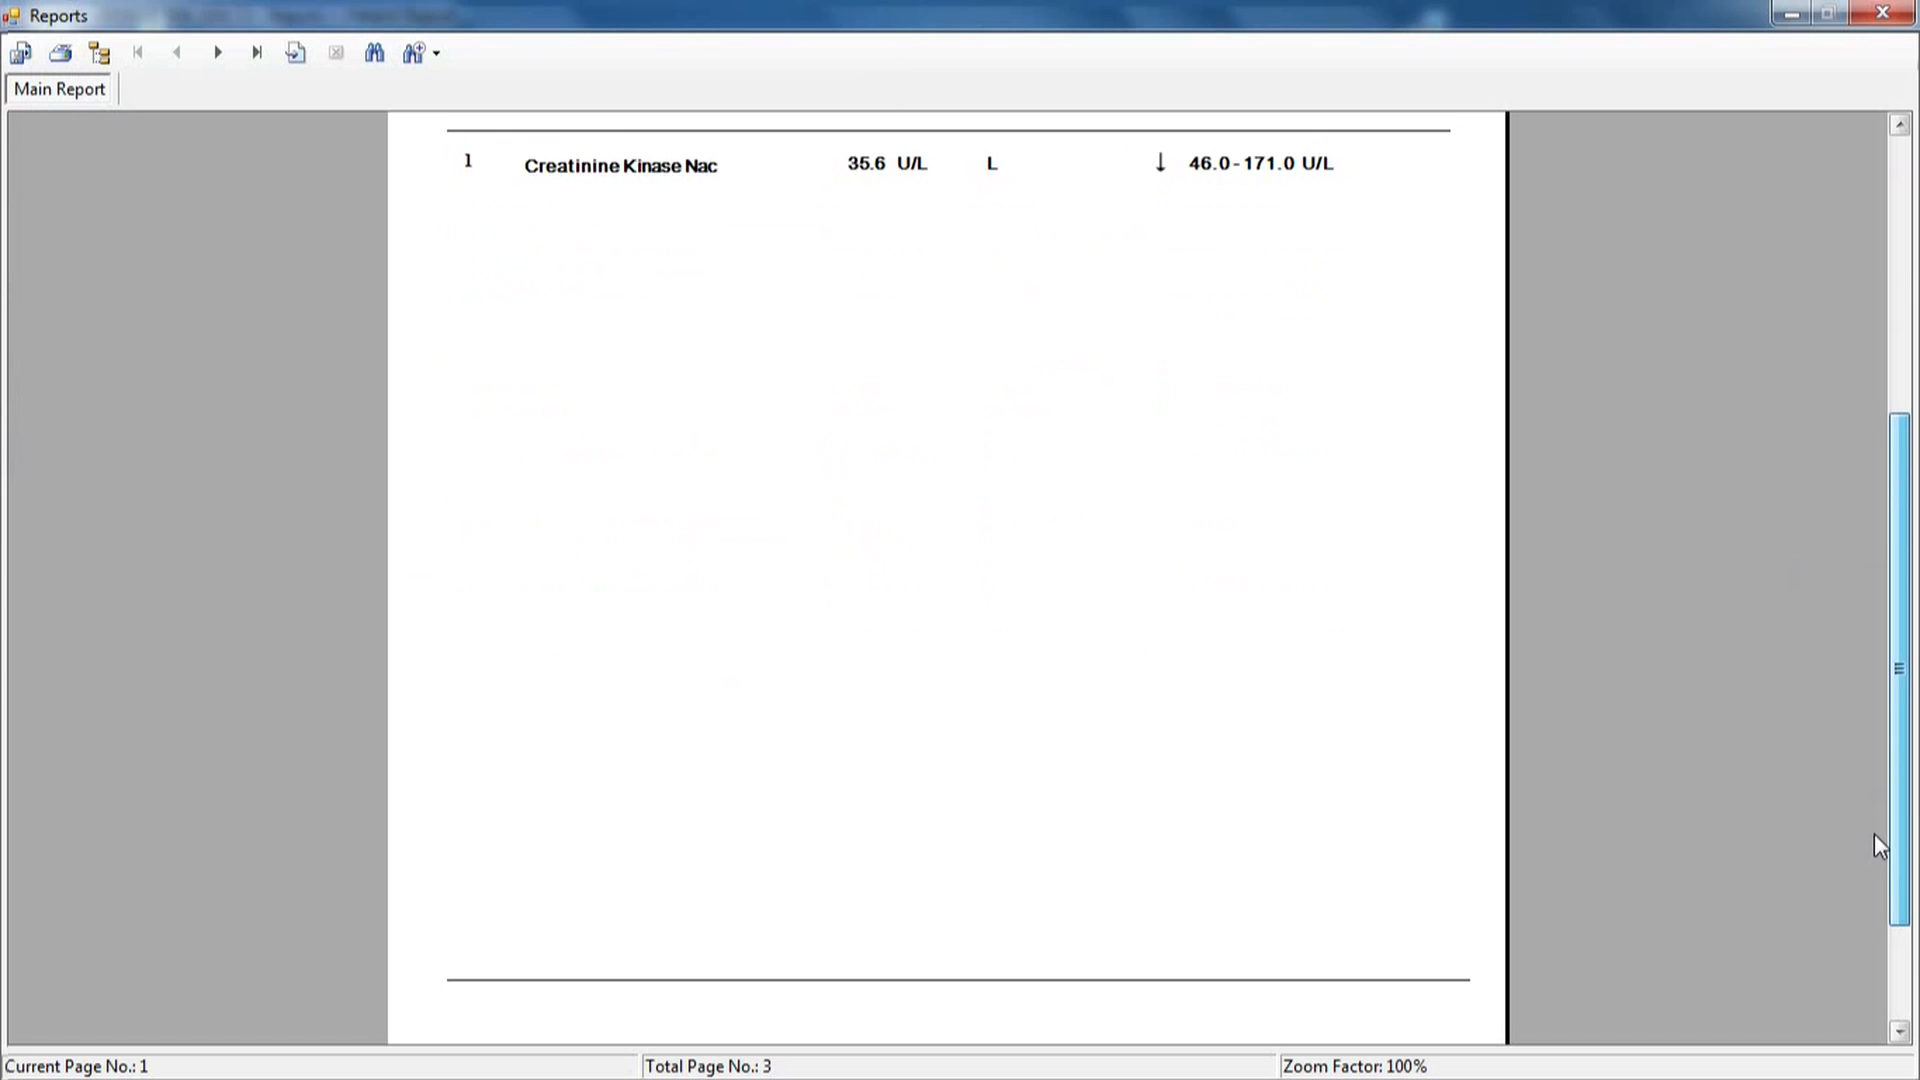 Reports
Main Report
1 Creatinine Kinase Nac 35.6 U/L L ↓ 46.0-171.0 U/L
Current Page No.: 1 Total Page No.: 3 Zoom Factor: 100%